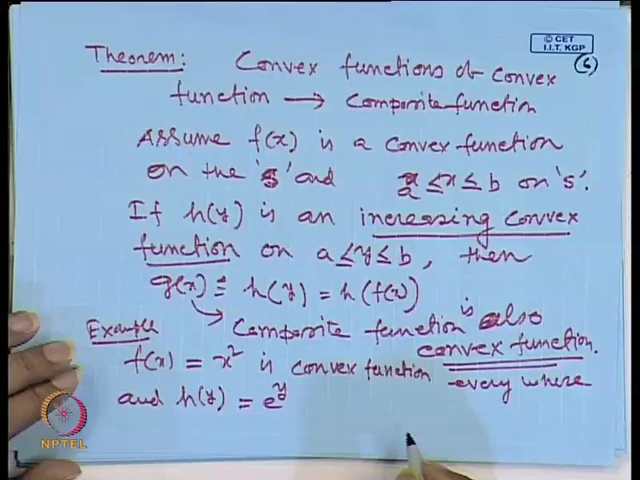 © CET
I.I.T. KGP
6
Theorem: Convex functions of convex
function → Composite function
Assume f(x) is a convex function
on the 's' and a ≤ x ≤ b on 's'.
If h(y) is an increasing convex
function on a ≤ y ≤ b, then
g(x) ≜ h(y) = h(f(x))
→ Composite function is also
convex function.
Example
f(x) = x² is convex function every where
and h(y) = e^y
NPTEL